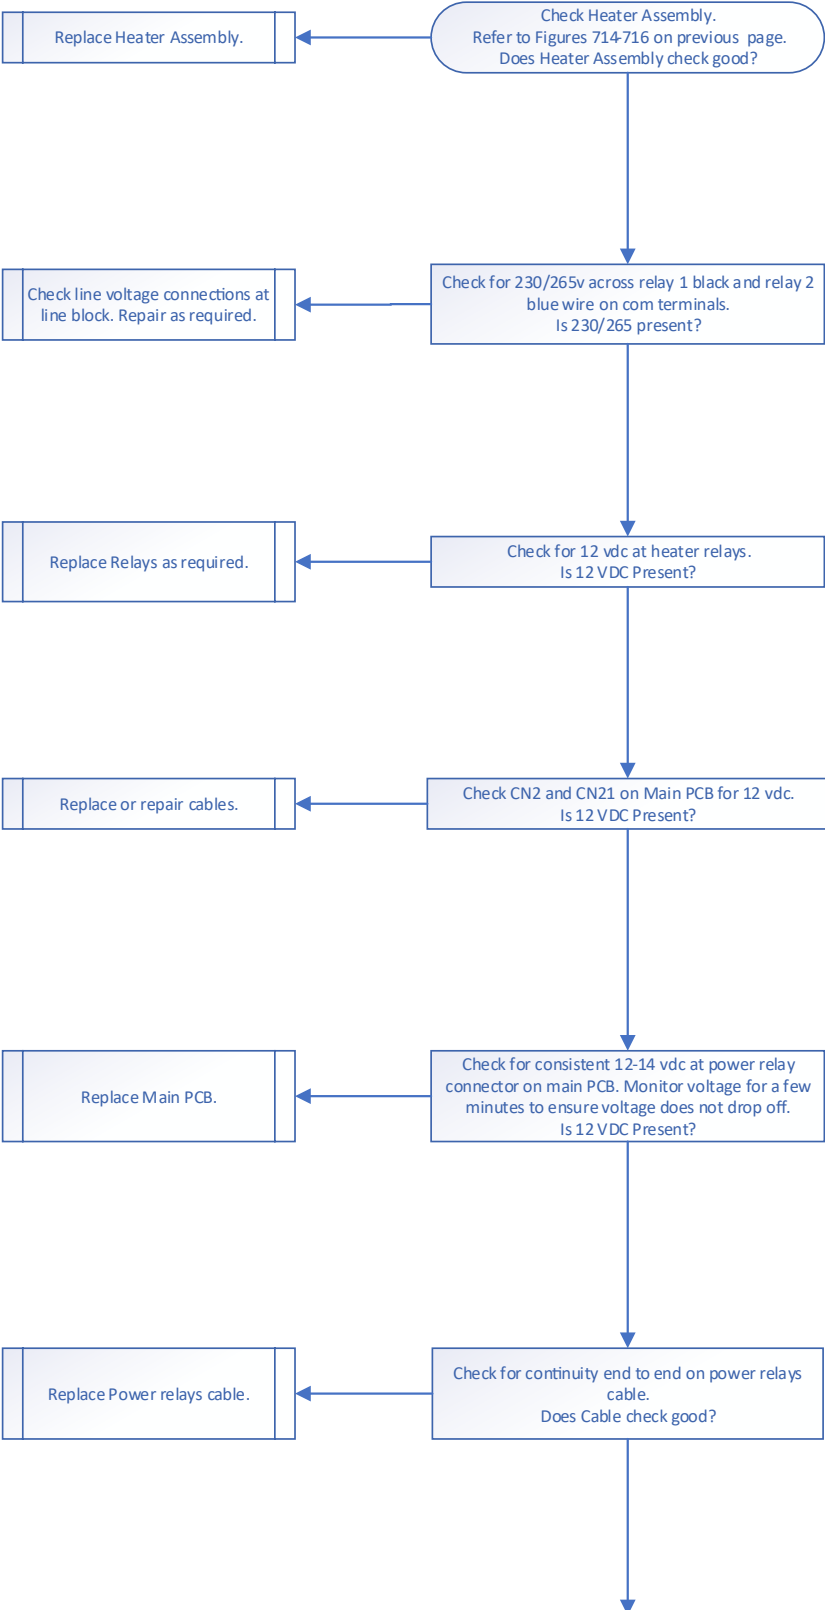 Replace Heater Assembly.
Check Heater Assembly.
Refer to Figures 714-716 on previous page.
Does Heater Assembly check good?
Check line voltage connections at
line block. Repair as required.
Check for 230/265v across relay 1 black and relay 2
blue wire on com terminals.
Is 230/265 present?
Replace Relays as required.
Check for 12 vdc at heater relays.
Is 12 VDC Present?
Replace or repair cables.
Check CN2 and CN21 on Main PCB for 12 vdc.
Is 12 VDC Present?
Replace Main PCB.
Check for consistent 12-14 vdc at power relay
connector on main PCB. Monitor voltage for a few
minutes to ensure voltage does not drop off.
Is 12 VDC Present?
Replace Power relays cable.
Check for continuity end to end on power relays
cable.
Does Cable check good?